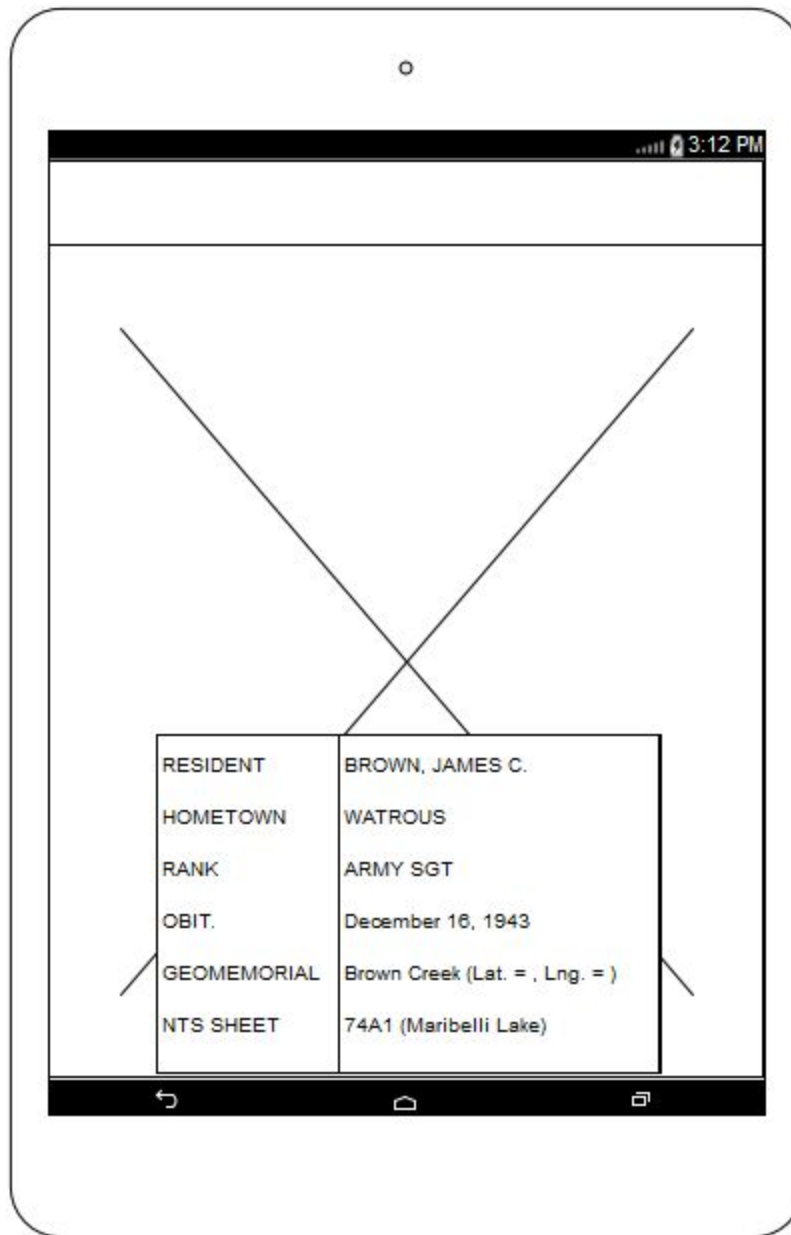 3:12 PM
RESIDENT BROWN, JAMES C.
HOMETOWN WATROUS
RANK ARMY SGT
OBIT. December 16, 1943
GEOMEMORIAL Brown Creek (Lat. = , Lng. = )
NTS SHEET 74A1 (Maribelli Lake)